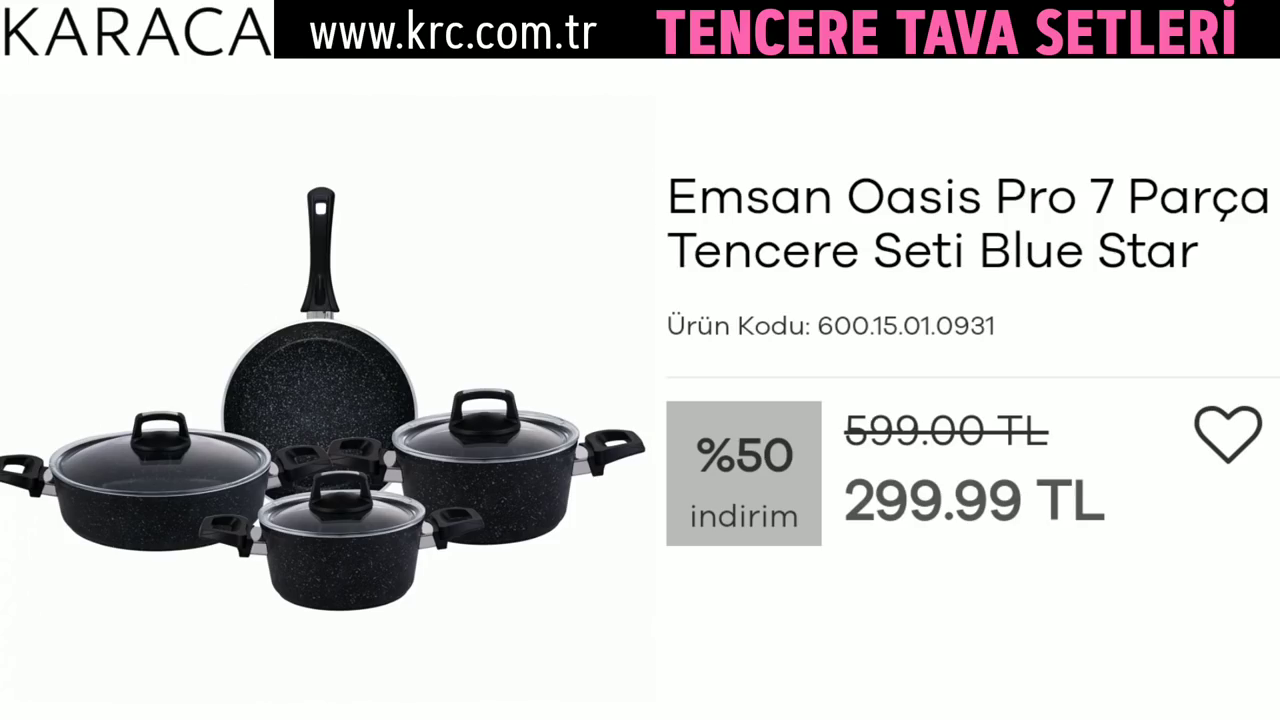 KARACA www.krc.com.tr TENCERE TAVA SETLERİ
Emsan Oasis Pro 7 Parça
Tencere Seti Blue Star
Ürün Kodu: 600.15.01.0931
%50
indirim
599.00 TL
299.99 TL